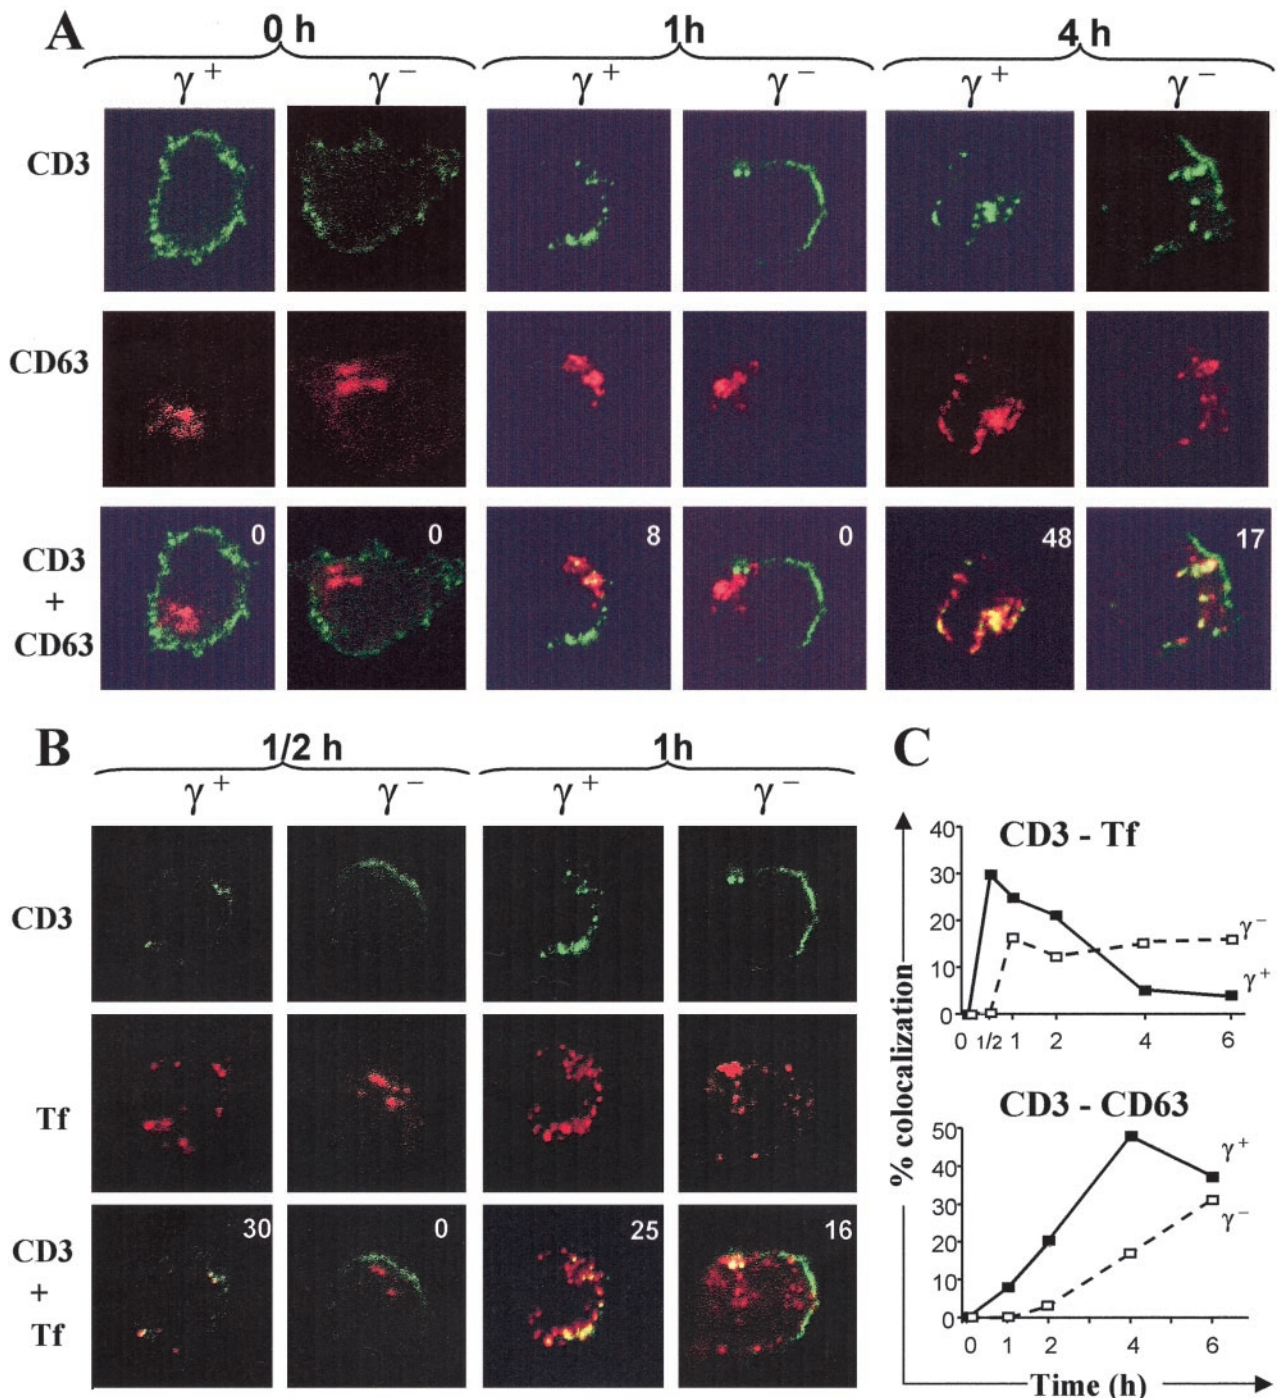 A
0 h
1h
4 h
γ+ γ− γ+ γ− γ+ γ−
CD3
CD63
CD3
+
CD63
0 0 8 0 48 17
B
1/2 h
1h
γ+ γ− γ+ γ−
CD3
Tf
CD3
+
Tf
30 0 25 16
C
% colocalization
CD3 - Tf
40
30
20
10
0
γ−
γ+
0 1/2 1 2 4 6
CD3 - CD63
50
40
30
20
10
0
γ+
γ−
0 1 2 4 6
Time (h)